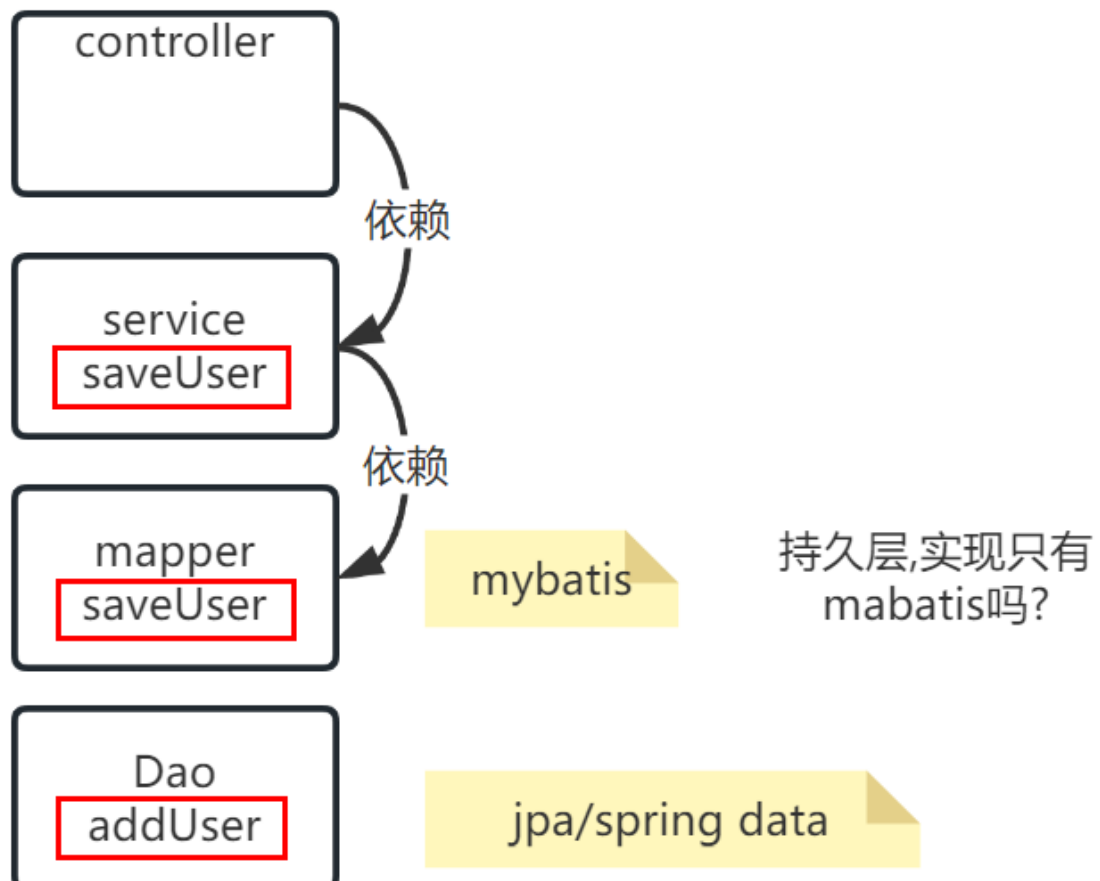 controller
依赖
service
saveUser
依赖
mapper
saveUser
mybatis
持久层,实现只有
mabatis吗?
Dao
addUser
jpa/spring data